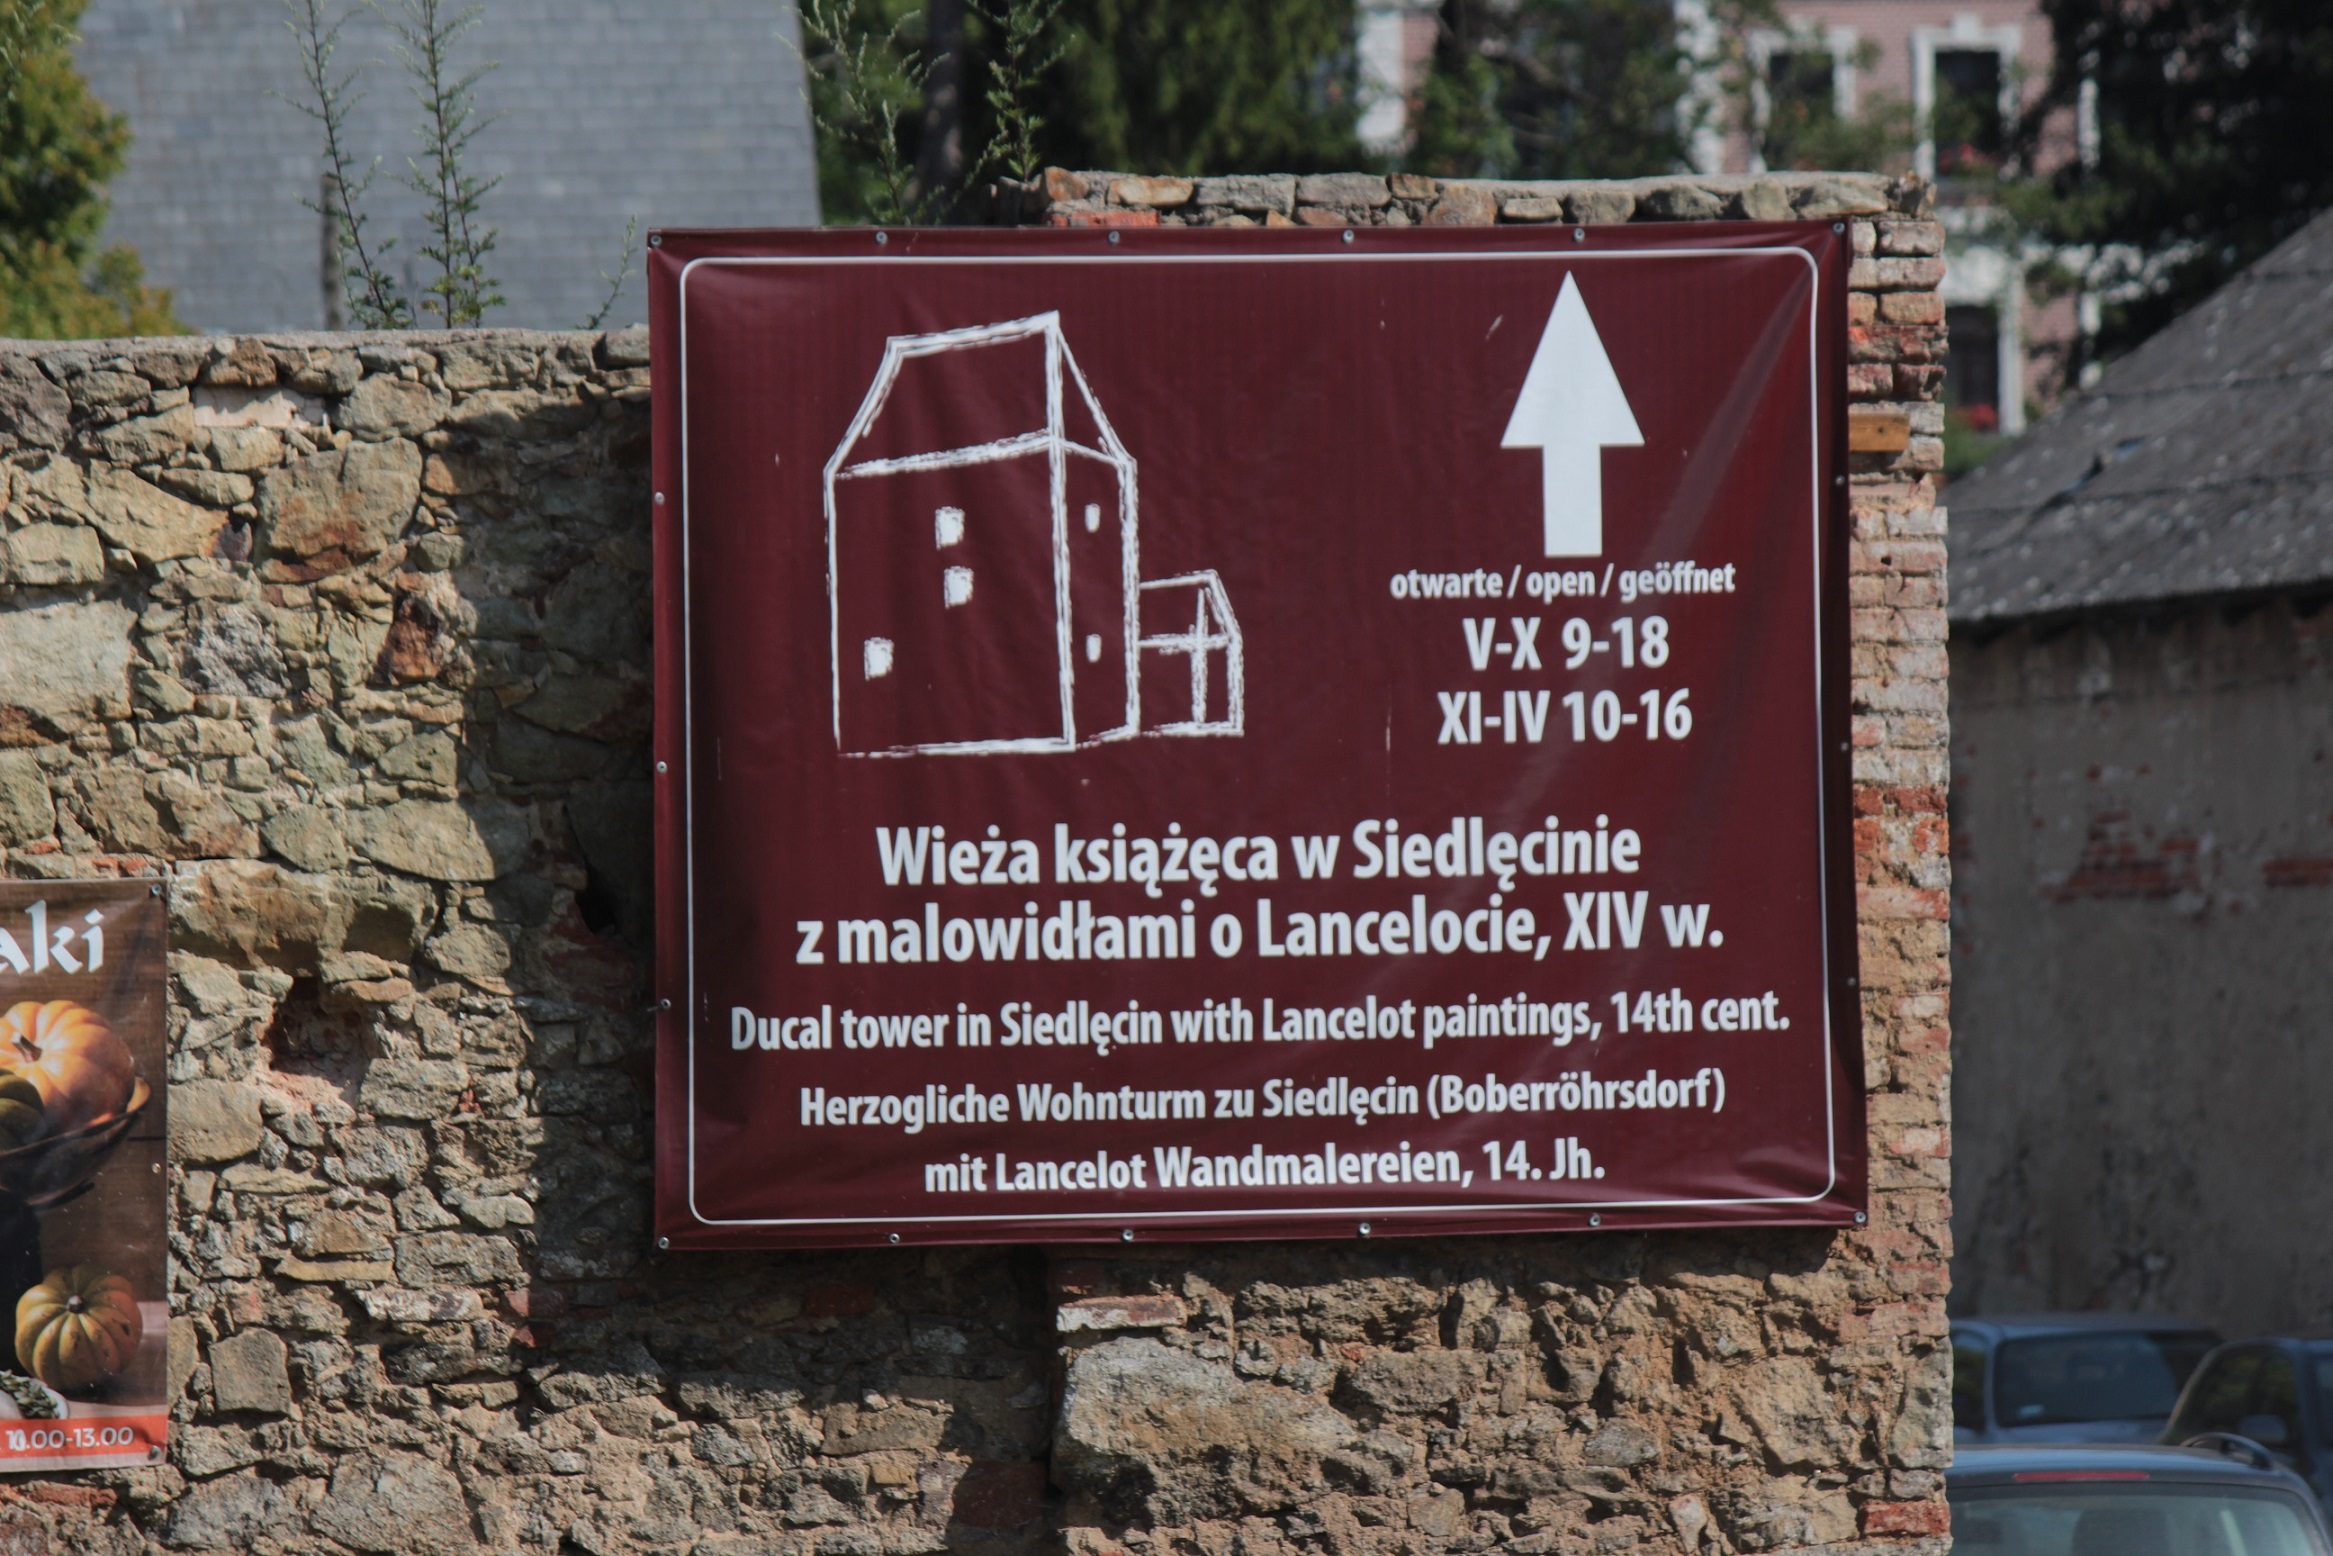 otwarte / open / geöffnet
V-X 9-18
XI-IV 10-16
Wieża książęca w Siedlęcinie
z malowidłami o Lancelocie, XIV w.
Ducal tower in Siedlęcin with Lancelot paintings, 14th cent.
Herzogliche Wohnturm zu Siedlęcin (Boberröhrsdorf)
mit Lancelot Wandmalereien, 14. Jh.
aki
10.00-13.00